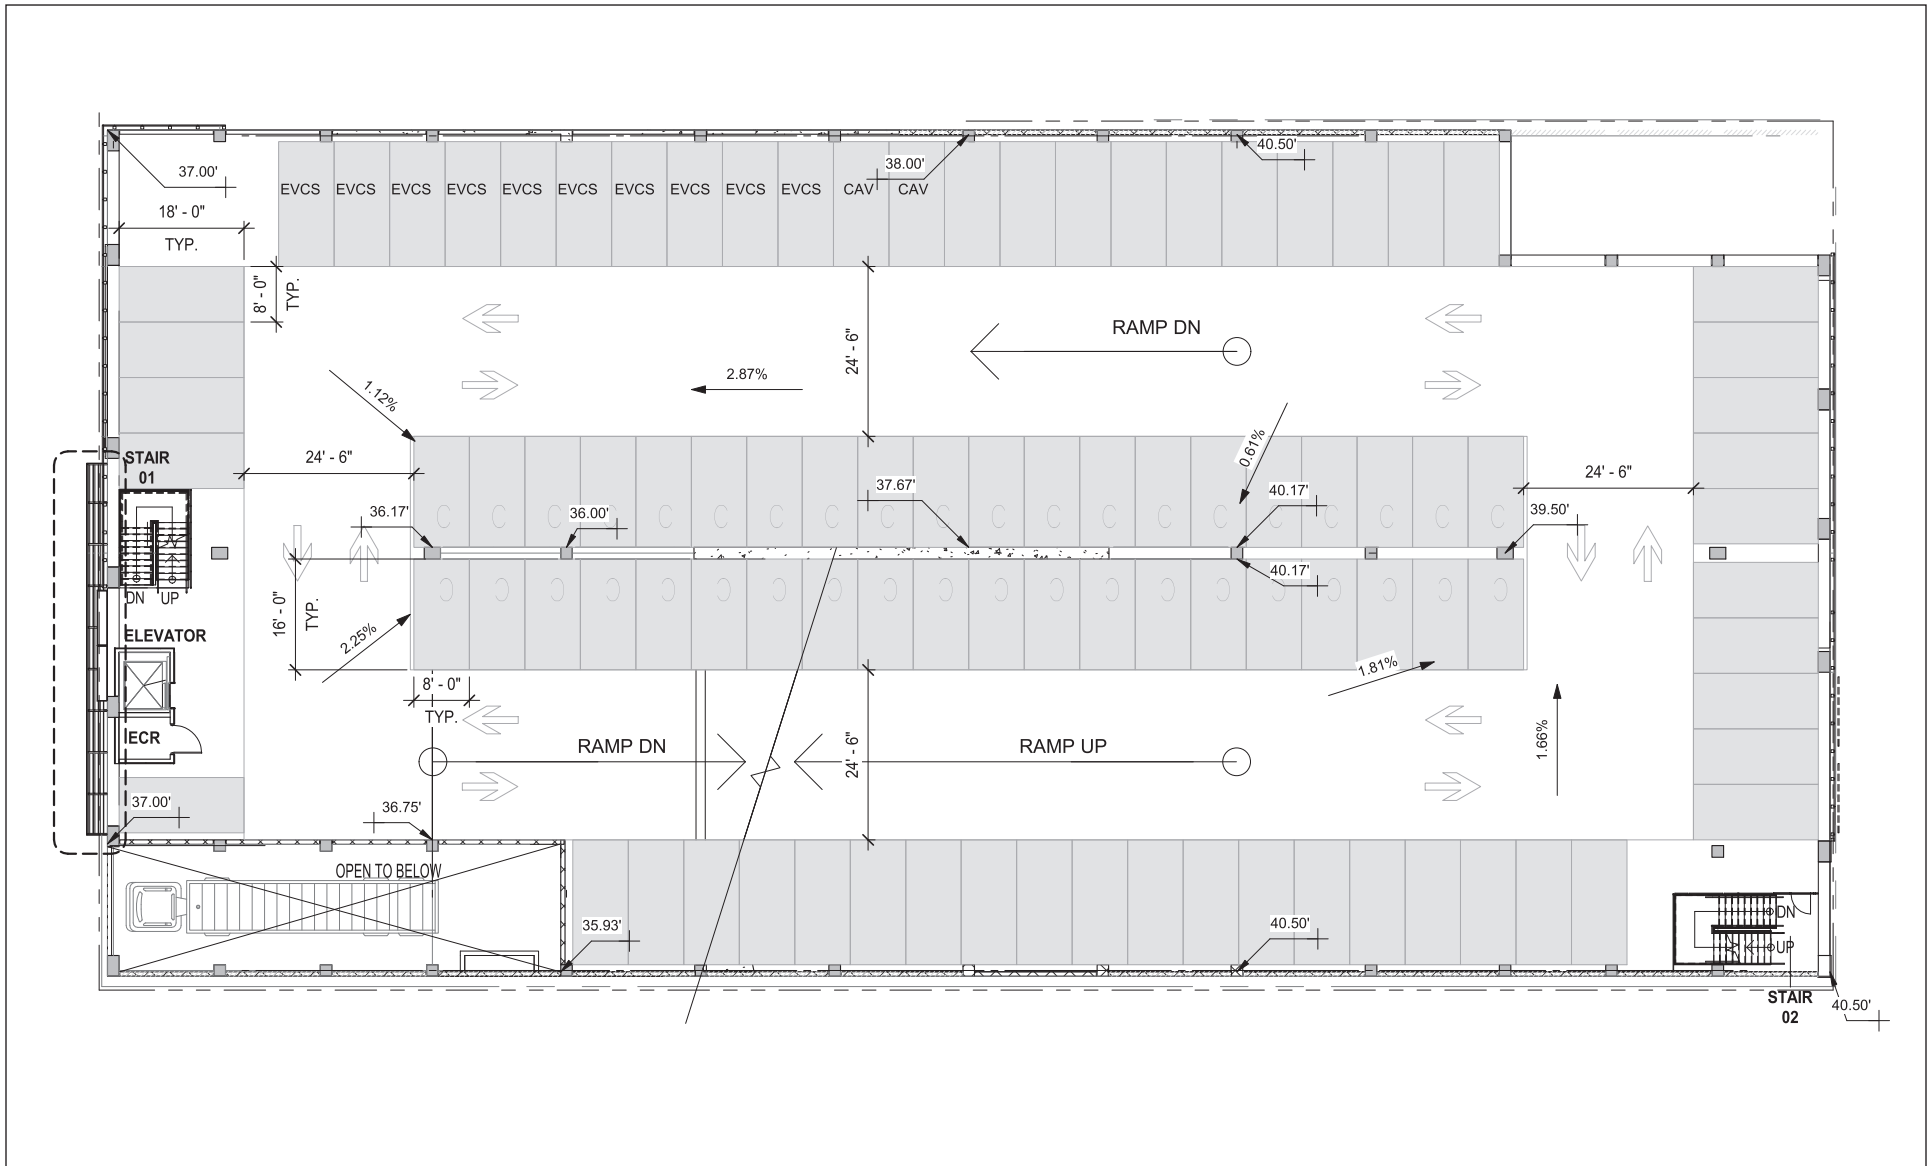 40.50'
38.00'
37.00'
EVCS EVCS EVCS EVCS EVCS EVCS EVCS EVCS EVCS EVCS CAV CAV
18' - 0"
TYP.
8' - 0"
TYP.
RAMP DN
24' - 6"
2.87%
1.12%
0.61%
STAIR
01
24' - 6"
24' - 6"
37.67'
40.17'
36.17'
36.00'
39.50'
C C C C C C C C C C C C C C C C C C C C
40.17'
C C C C C C C C C C C C C C C C C C C C
DN UP
16' - 0"
TYP.
ELEVATOR
2.25%
1.81%
8' - 0"
TYP.
1.66%
ECR
RAMP DN
RAMP UP
24' - 6"
37.00'
36.75'
OPEN TO BELOW
35.93'
40.50'
DN
UP
STAIR
02
40.50'